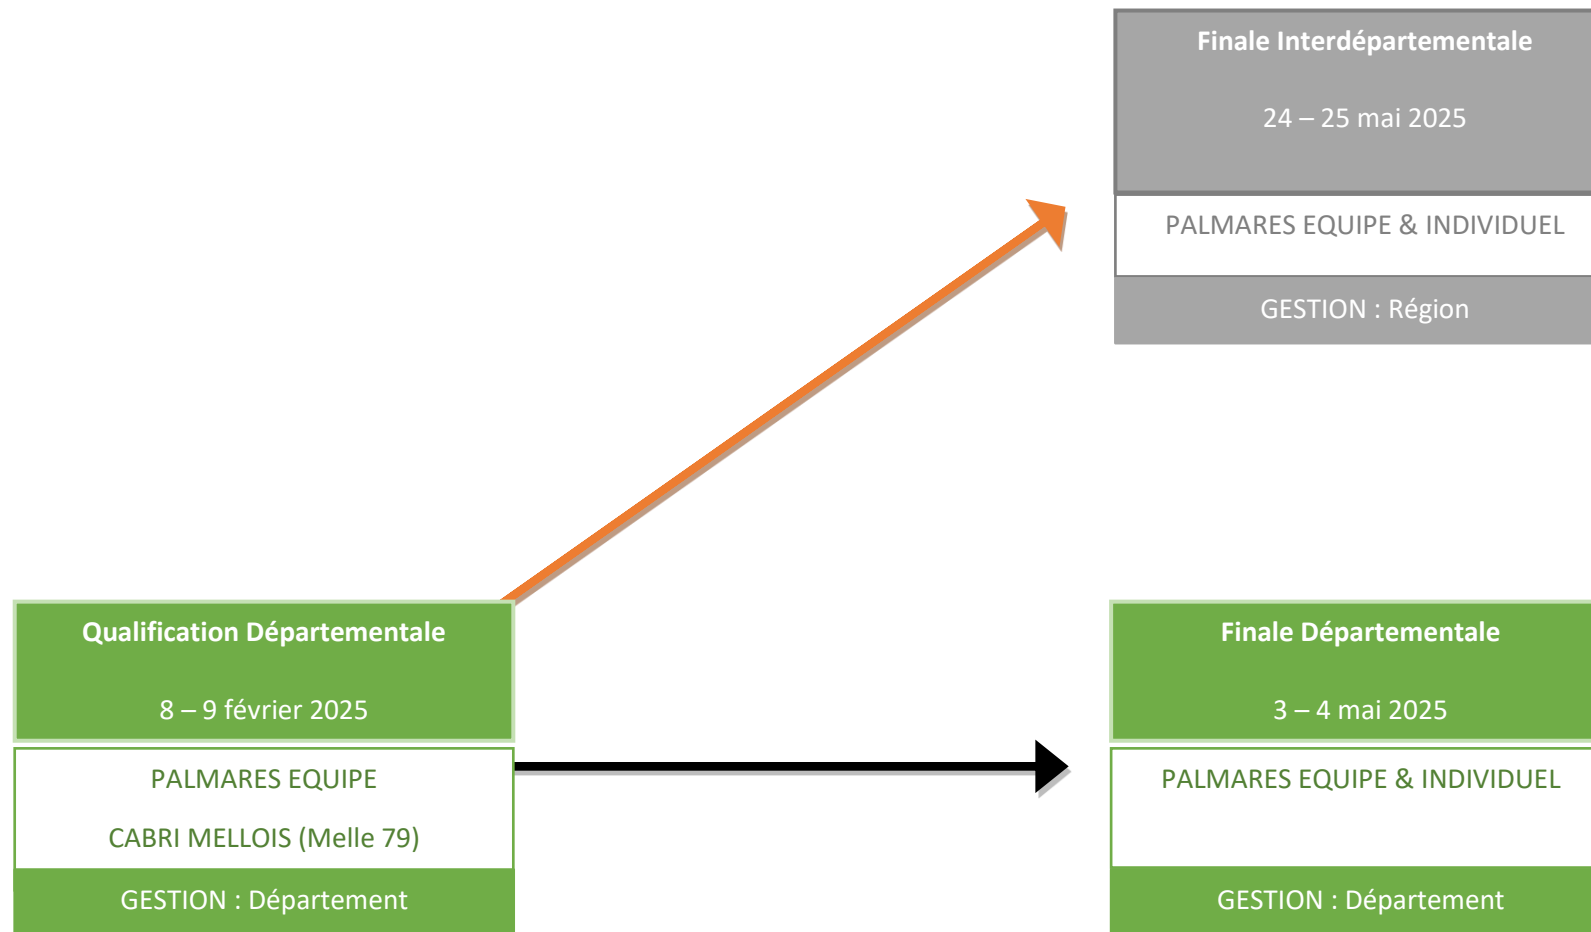 Finale Interdépartementale
24 – 25 mai 2025
PALMARES EQUIPE & INDIVIDUEL
GESTION : Région
Qualification Départementale
8 – 9 février 2025
PALMARES EQUIPE
CABRI MELLOIS (Melle 79)
GESTION : Département
Finale Départementale
3 – 4 mai 2025
PALMARES EQUIPE & INDIVIDUEL
GESTION : Département